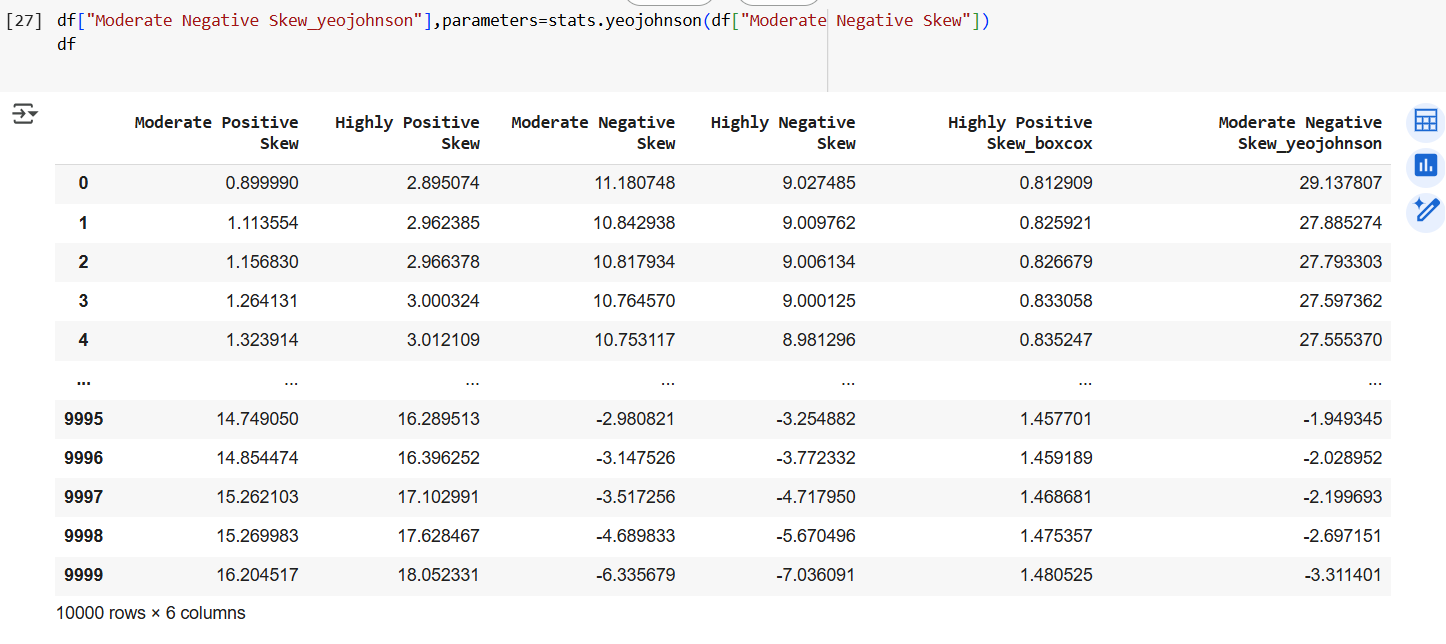 [27] df["Moderate Negative Skew_yeojohnson"],parameters=stats.yeojohnson(df["Moderate Negative Skew"])
df
Moderate Positive Skew Highly Positive Skew Moderate Negative Skew Highly Negative Skew Highly Positive Skew_boxcox Moderate Negative Skew_yeojohnson
0 0.899990 2.895074 11.180748 9.027485 0.812909 29.137807
1 1.113554 2.962385 10.842938 9.009762 0.825921 27.885274
2 1.156830 2.966378 10.817934 9.006134 0.826679 27.793303
3 1.264131 3.000324 10.764570 9.000125 0.833058 27.597362
4 1.323914 3.012109 10.753117 8.981296 0.835247 27.555370
... ... ... ... ... ... ...
9995 14.749050 16.289513 -2.980821 -3.254882 1.457701 -1.949345
9996 14.854474 16.396252 -3.147526 -3.772332 1.459189 -2.028952
9997 15.262103 17.102991 -3.517256 -4.717950 1.468681 -2.199693
9998 15.269983 17.628467 -4.689833 -5.670496 1.475357 -2.697151
9999 16.204517 18.052331 -6.335679 -7.036091 1.480525 -3.311401
10000 rows × 6 columns